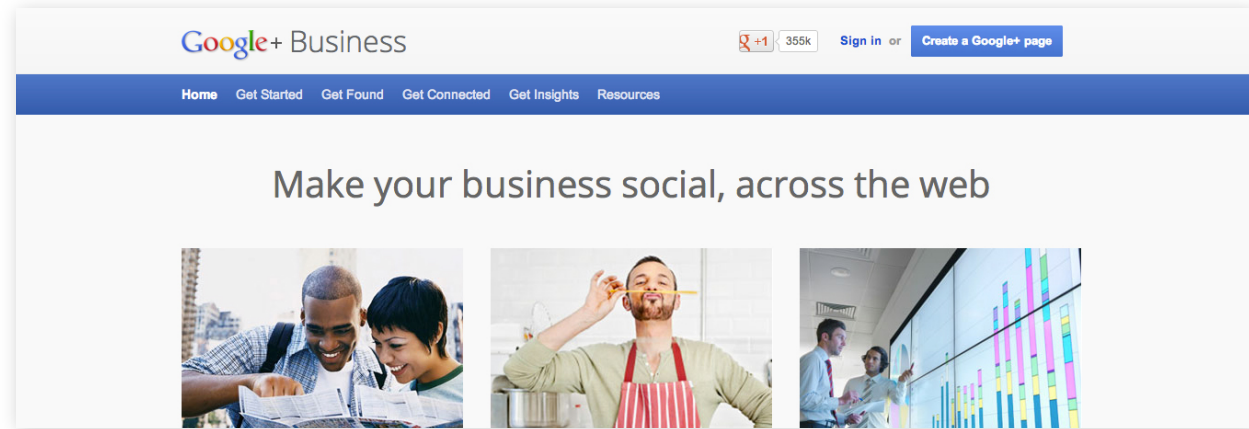 Google+ Business
g +1 355k Sign in or Create a Google+ page
Home Get Started Get Found Get Connected Get Insights Resources
Make your business social, across the web